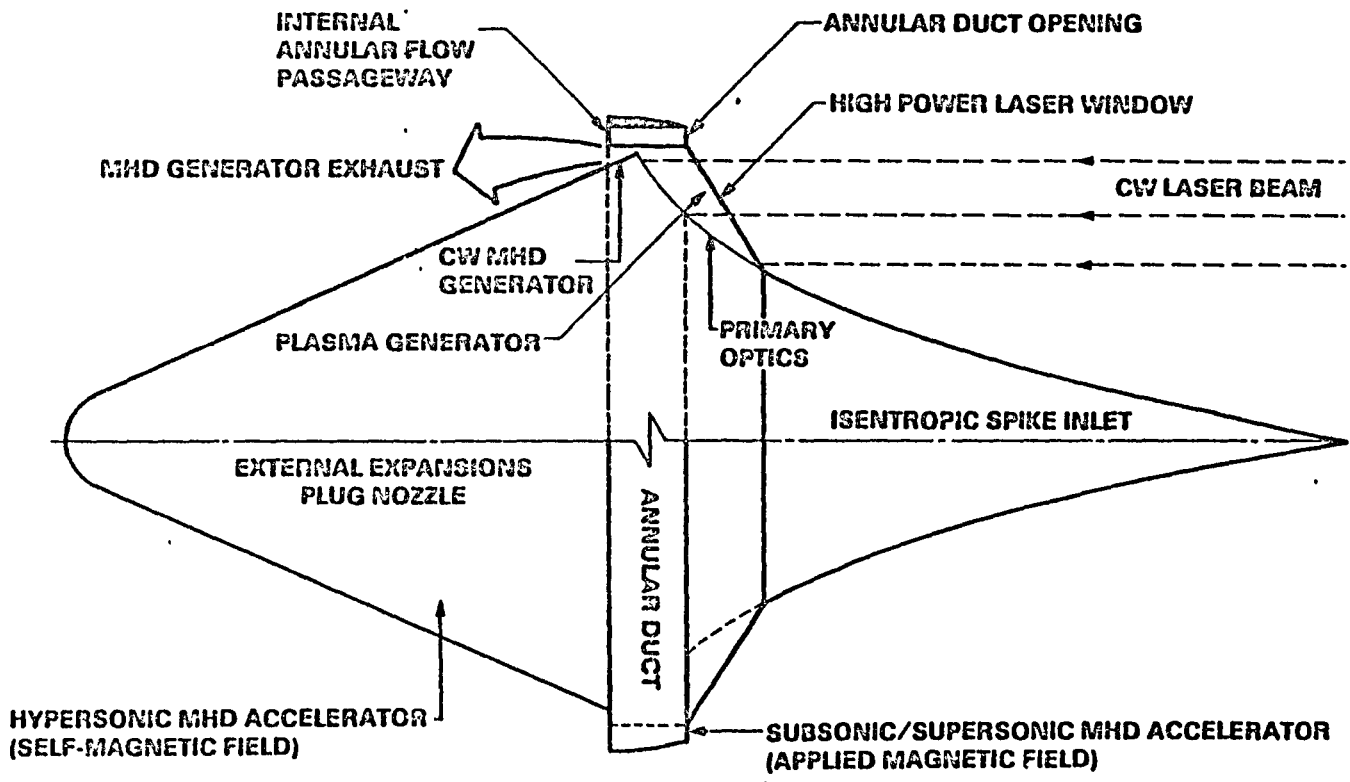 INTERNAL
ANNULAR FLOW
PASSAGEWAY
ANNULAR DUCT OPENING
HIGH POWER LASER WINDOW
MHD GENERATOR EXHAUST
CW LASER BEAM
CW MHD
GENERATOR
PLASMA GENERATOR
PRIMARY
OPTICS
ISENTROPIC SPIKE INLET
EXTERNAL EXPANSIONS
PLUG NOZZLE
ANNULAR DUCT
HYPERSONIC MHD ACCELERATOR
(SELF-MAGNETIC FIELD)
SUBSONIC/SUPERSONIC MHD ACCELERATOR
(APPLIED MAGNETIC FIELD)